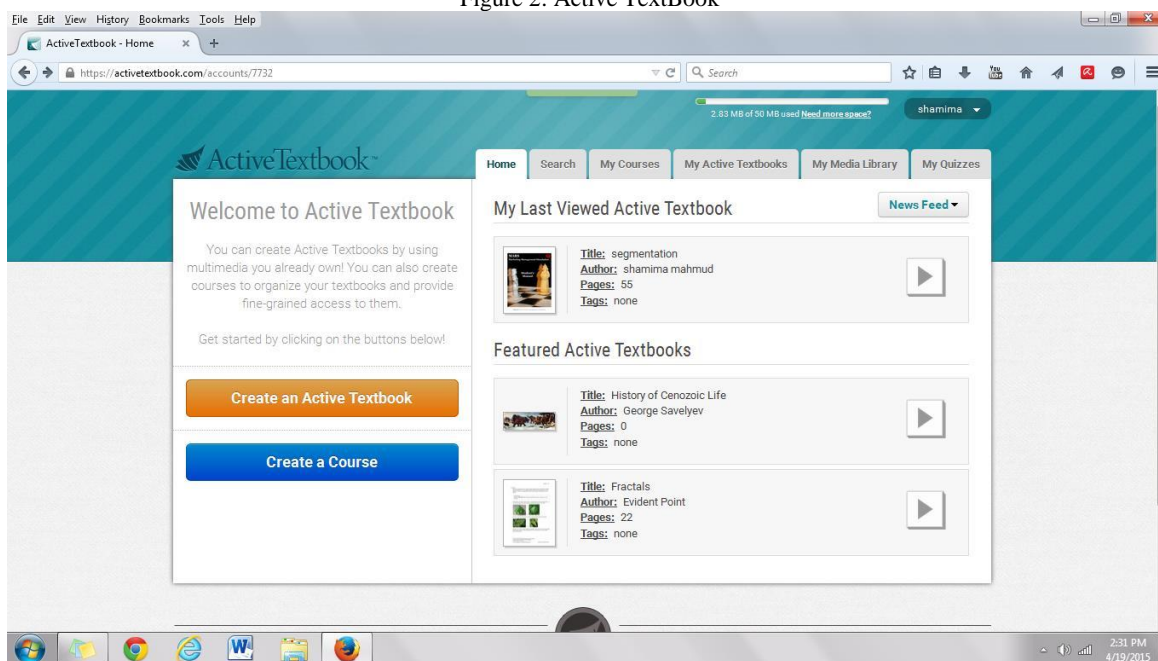 Figure 2: Active TextBook
File Edit View History Bookmarks Tools Help
ActiveTextbook - Home × +
https://activetextbook.com/accounts/7732
Search
2.83 MB of 50 MB used Need more space?
shamima
ActiveTextbook
Home Search My Courses My Active Textbooks My Media Library My Quizzes
Welcome to Active Textbook
You can create Active Textbooks by using
multimedia you already own! You can also create
courses to organize your textbooks and provide
fine-grained access to them.
Get started by clicking on the buttons below!
Create an Active Textbook
Create a Course
My Last Viewed Active Textbook
News Feed
Title: segmentation
Author: shamima mahmud
Pages: 55
Tags: none
Featured Active Textbooks
Title: History of Cenozoic Life
Author: George Savelyev
Pages: 0
Tags: none
Title: Fractals
Author: Evident Point
Pages: 22
Tags: none
2:31 PM
4/19/2015